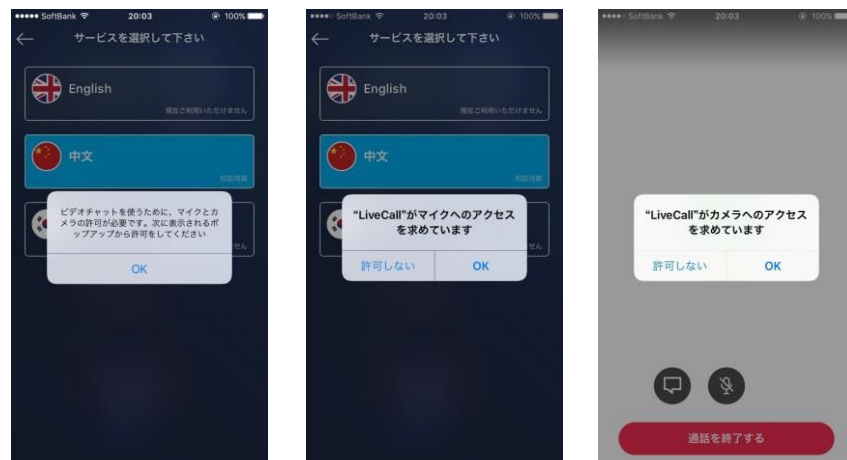 SoftBank 20:03 100%
サービスを選択して下さい
English
現在ご利用いただけません
中文
対応可能
ビデオチャットを使うために、マイクとカ
メラの許可が必要です。次に表示されるポ
ップアップから許可をしてください
せん
OK
SoftBank 20:03 100%
サービスを選択して下さい
English
現在ご利用いただけません
中文
対応可能
"LiveCall"がマイクへのアクセス
を求めています
せん
許可しない OK
SoftBank 20:03 100%
"LiveCall"がカメラへのアクセス
を求めています
許可しない OK
通話を終了する